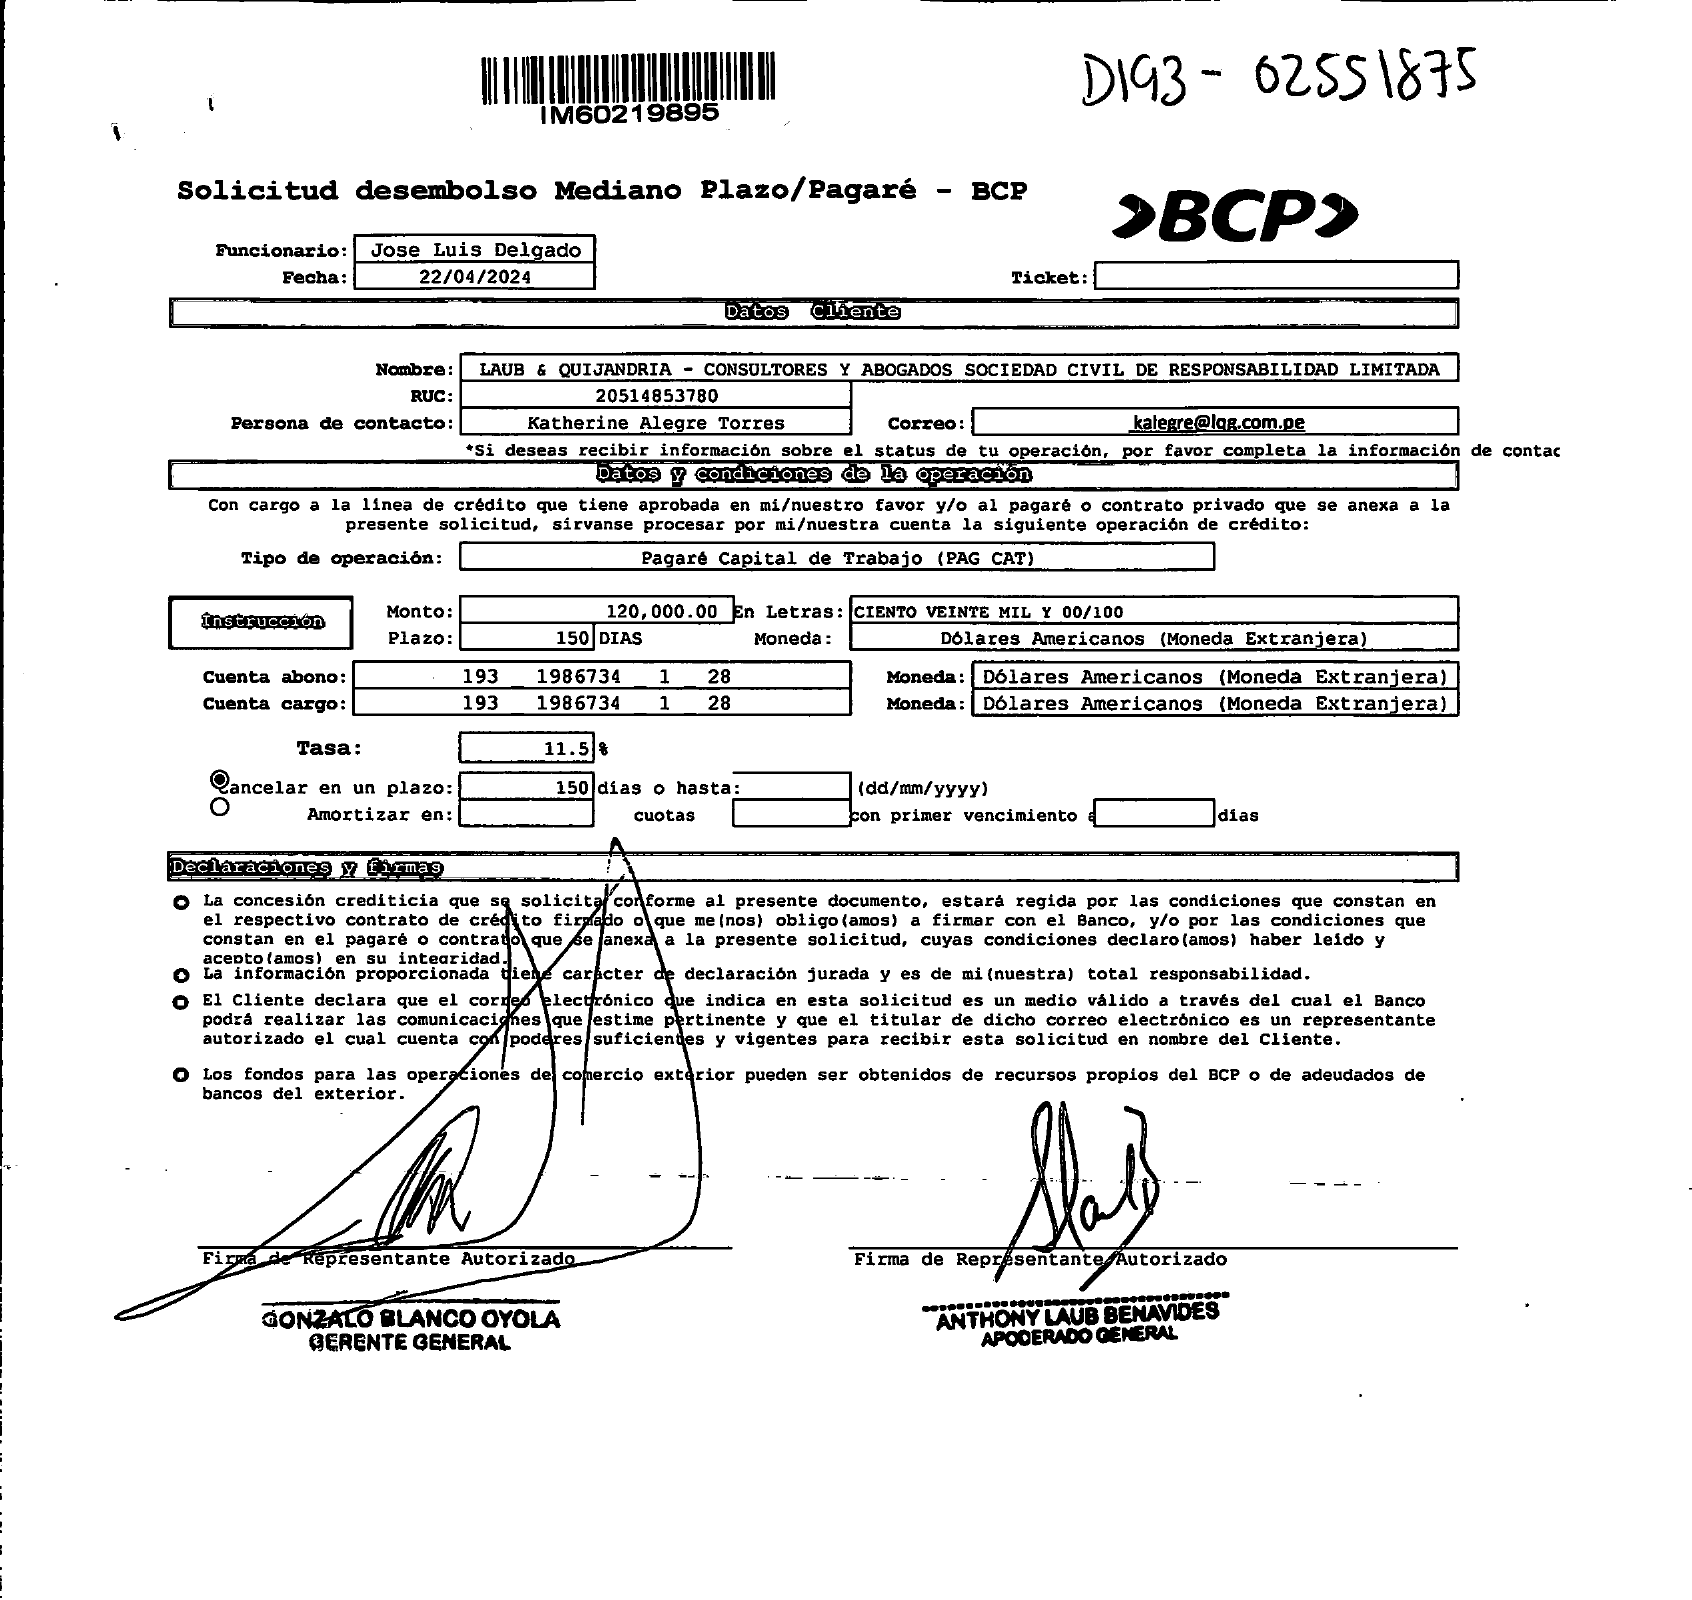 D193 - 02551875
IM60219895
Solicitud desembolso Mediano Plazo/Pagaré - BCP
BCP
Funcionario: Jose Luis Delgado
Fecha: 22/04/2024
Ticket:
Datos Cliente
Nombre: LAUB & QUIJANDRIA - CONSULTORES Y ABOGADOS SOCIEDAD CIVIL DE RESPONSABILIDAD LIMITADA
RUC: 20514853780
Persona de contacto: Katherine Alegre Torres Correo: kalegre@lqg.com.pe
*Si deseas recibir información sobre el status de tu operación, por favor completa la información de contac
Datos y condiciones de la operación
Con cargo a la línea de crédito que tiene aprobada en mi/nuestro favor y/o al pagaré o contrato privado que se anexa a la
presente solicitud, sírvanse procesar por mi/nuestra cuenta la siguiente operación de crédito:
Tipo de operación: Pagaré Capital de Trabajo (PAG CAT)
Instrucción
Monto: 120,000.00 En Letras: CIENTO VEINTE MIL Y 00/100
Plazo: 150 DIAS Moneda: Dólares Americanos (Moneda Extranjera)
Cuenta abono: 193 1986734 1 28 Moneda: Dólares Americanos (Moneda Extranjera)
Cuenta cargo: 193 1986734 1 28 Moneda: Dólares Americanos (Moneda Extranjera)
Tasa: 11.5 %
Cancelar en un plazo: 150 días o hasta: (dd/mm/yyyy)
Amortizar en: cuotas con primer vencimiento a días
Declaraciones y firmas
La concesión crediticia que se solicita conforme al presente documento, estará regida por las condiciones que constan en
el respectivo contrato de crédito firmado o que me(nos) obligo(amos) a firmar con el Banco, y/o por las condiciones que
constan en el pagaré o contrato que se anexa a la presente solicitud, cuyas condiciones declaro(amos) haber leído y
acepto(amos) en su integridad.
La información proporcionada tiene carácter de declaración jurada y es de mi(nuestra) total responsabilidad.
El Cliente declara que el correo electrónico que indica en esta solicitud es un medio válido a través del cual el Banco
podrá realizar las comunicaciones que estime pertinente y que el titular de dicho correo electrónico es un representante
autorizado el cual cuenta con poderes suficientes y vigentes para recibir esta solicitud en nombre del Cliente.
Los fondos para las operaciones de comercio exterior pueden ser obtenidos de recursos propios del BCP o de adeudados de
bancos del exterior.
Firma de Representante Autorizado
Firma de Representante Autorizado
GONZALO BLANCO OYOLA
GERENTE GENERAL
ANTHONY LAUB BENAVIDES
APODERADO GENERAL